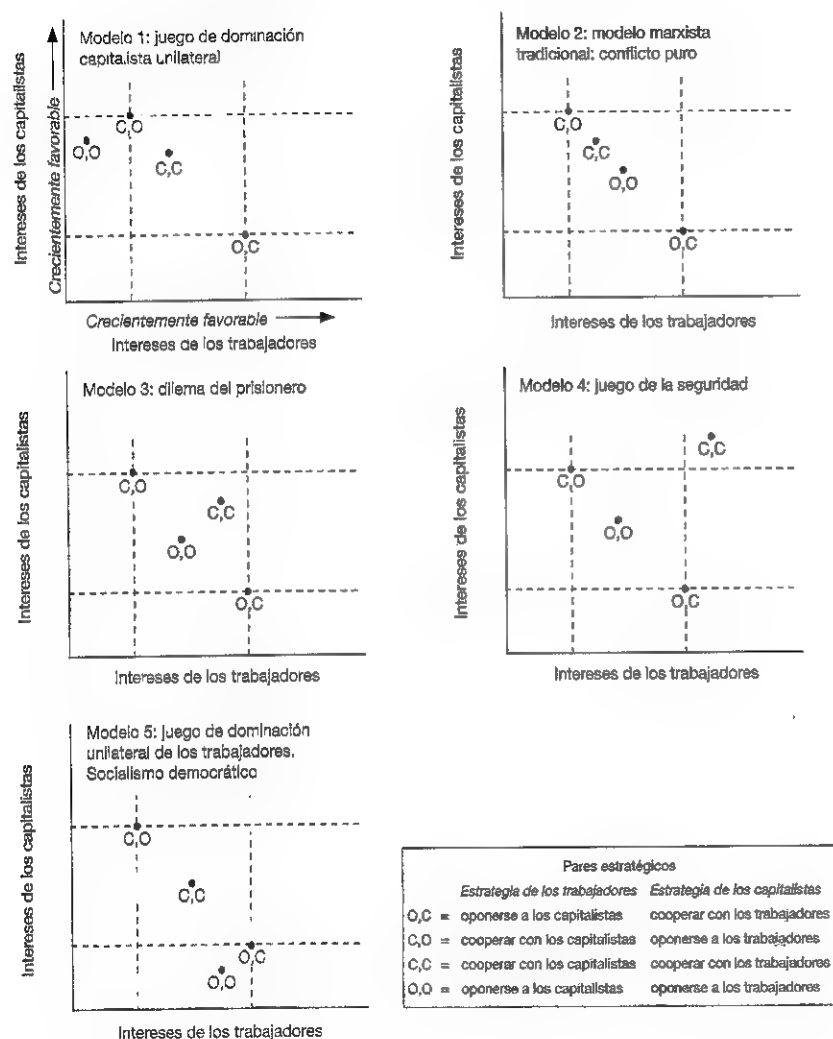 Modelo 1: juego de dominación
capitalista unilateral
Intereses de los capitalistas
Crecientemente favorable
C,O
O,O
C,C
O,C
Crecientemente favorable
Intereses de los trabajadores
Modelo 2: modelo marxista
tradicional: conflicto puro
Intereses de los capitalistas
C,O
C,C
O,O
O,C
Intereses de los trabajadores
Modelo 3: dilema del prisionero
Intereses de los capitalistas
C,O
C,C
O,O
O,C
Intereses de los trabajadores
Modelo 4: juego de la seguridad
Intereses de los capitalistas
C,C
C,O
O,O
O,C
Intereses de los trabajadores
Modelo 5: juego de dominación
unilateral de los trabajadores.
Socialismo democrático
Intereses de los capitalistas
C,O
C,C
O,C
O,O
Intereses de los trabajadores
Pares estratégicos
Estrategia de los trabajadores Estrategia de los capitalistas
O,C = oponerse a los capitalistas cooperar con los trabajadores
C,O = cooperar con los capitalistas oponerse a los trabajadores
C,C = cooperar con los capitalistas cooperar con los trabajadores
O,O = oponerse a los capitalistas oponerse a los trabajadores